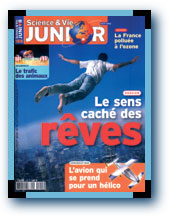 Science & Vie
JUNIOR
La France
polluée
à l'ozone
Le trafic
des animaux
Le sens
caché des
rêves
L'avion qui
se prend
pour un hélico